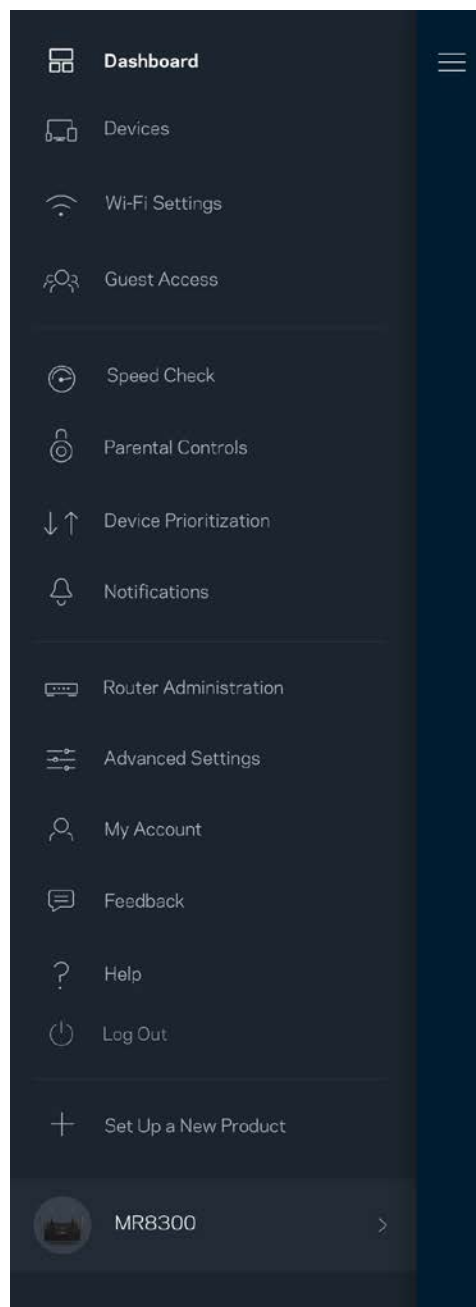 Dashboard
Devices
Wi-Fi Settings
Guest Access
Speed Check
Parental Controls
Device Prioritization
Notifications
Router Administration
Advanced Settings
My Account
Feedback
Help
Log Out
Set Up a New Product
MR8300